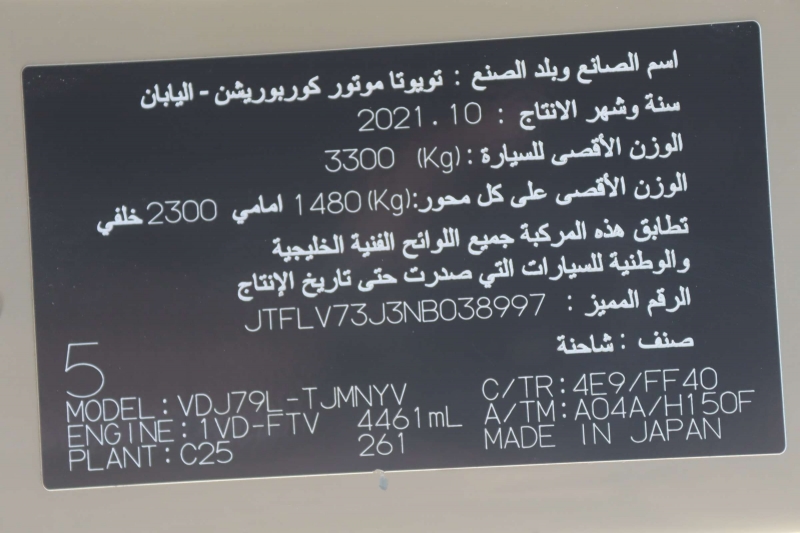 اسم الصانع وبلد الصنع : تويوتا موتور كوربوريشن - اليابان
سنة وشهر الانتاج : 2021.10
الوزن الأقصى للسيارة : (Kg) 3300
الوزن الأقصى على كل محور:(Kg) 1480 امامي 2300 خلفي
تطابق هذه المركبة جميع اللوائح الفنية الخليجية
والوطنية للسيارات التي صدرت حتى تاريخ الإنتاج
الرقم المميز : JTFLV73J3NB038997
صنف : شاحنة
5
MODEL:VDJ79L-TJMNYV C/TR:4E9/FF40
ENGINE:1VD-FTV 4461mL A/TM:A04A/H150F
PLANT:C25 261 MADE IN JAPAN